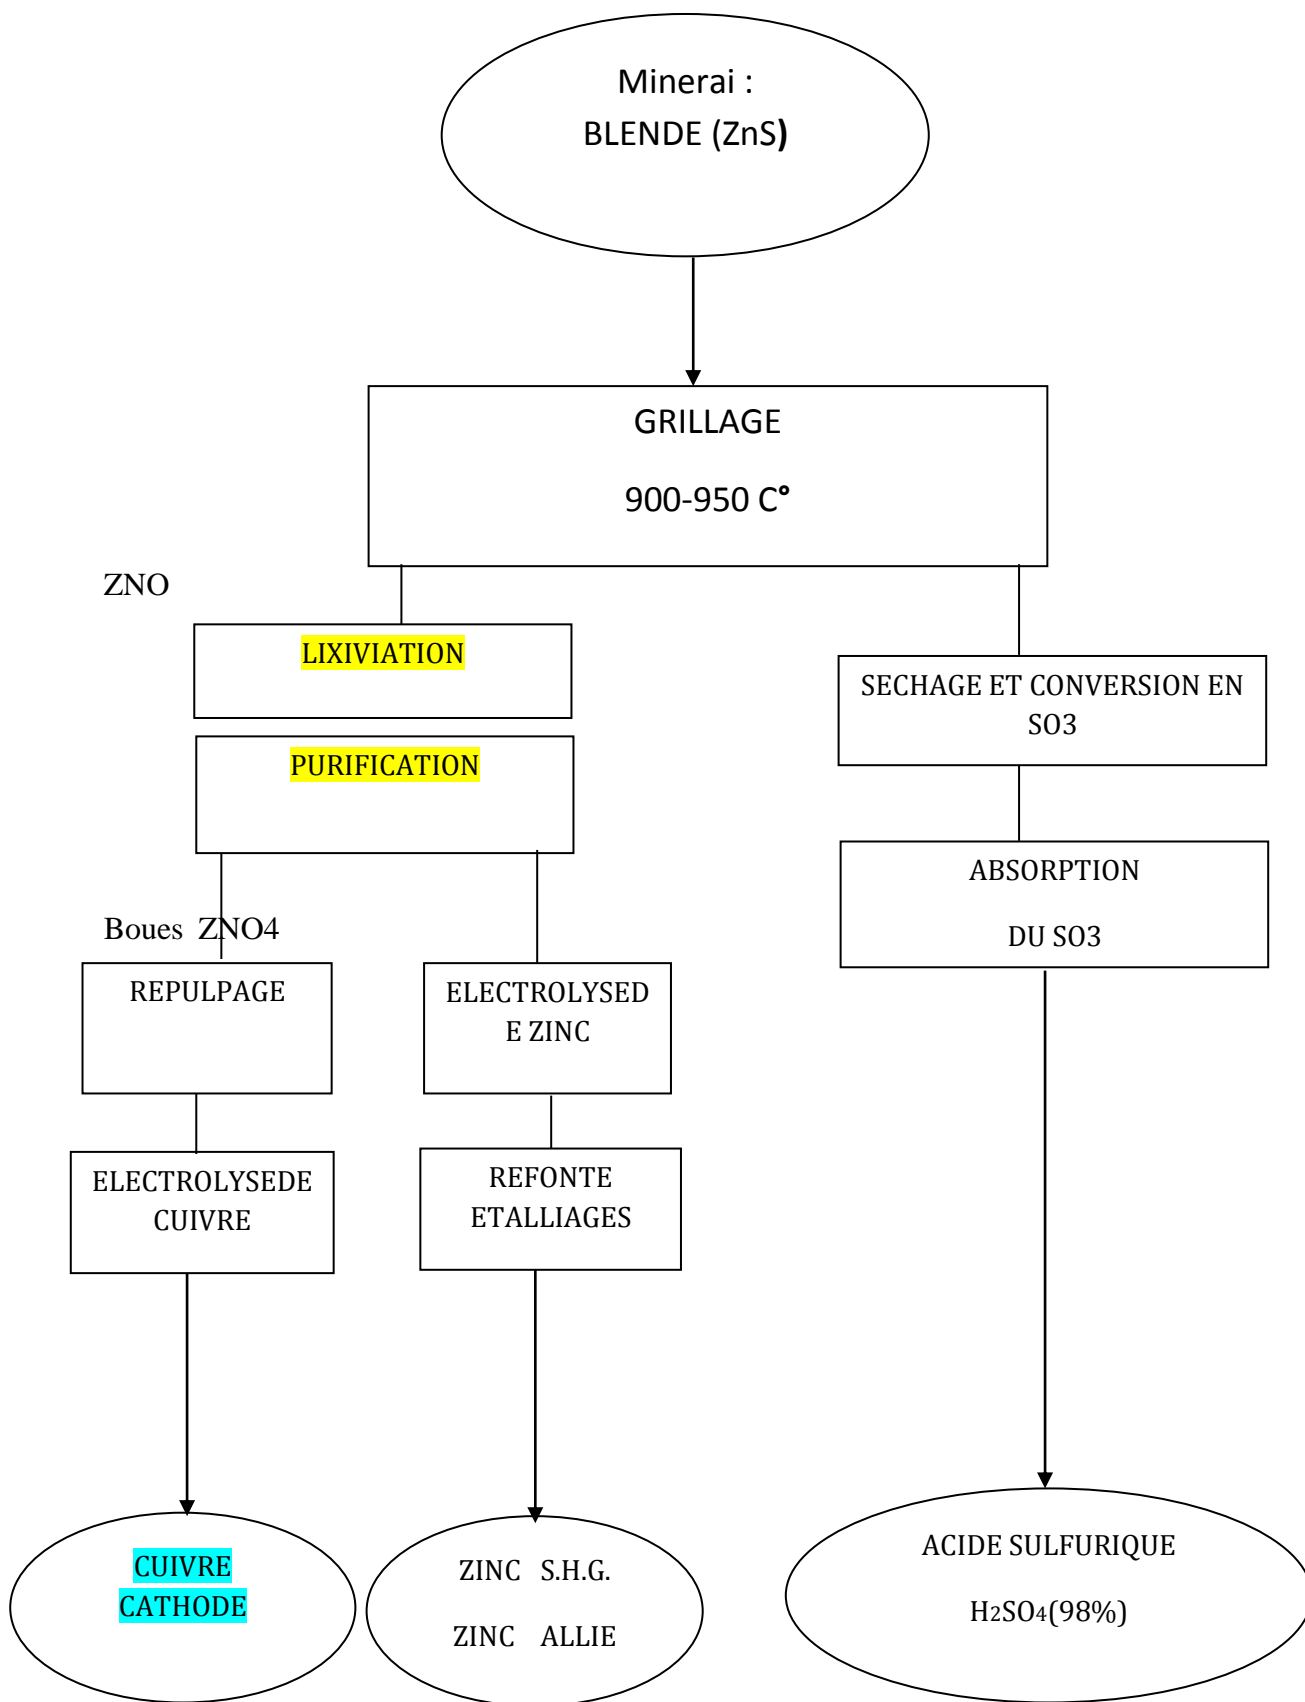 Minerai :
BLENDE (ZnS)
GRILLAGE
900-950 C°
ZNO
LIXIVIATION
SECHAGE ET CONVERSION EN
SO3
PURIFICATION
ABSORPTION
DU SO3
Boues ZNO4
REPULPAGE
ELECTROLYSED
E ZINC
ELECTROLYSEDE
CUIVRE
REFONTE
ETALLIAGES
CUIVRE
CATHODE
ZINC S.H.G.
ZINC ALLIE
ACIDE SULFURIQUE
H2SO4(98%)